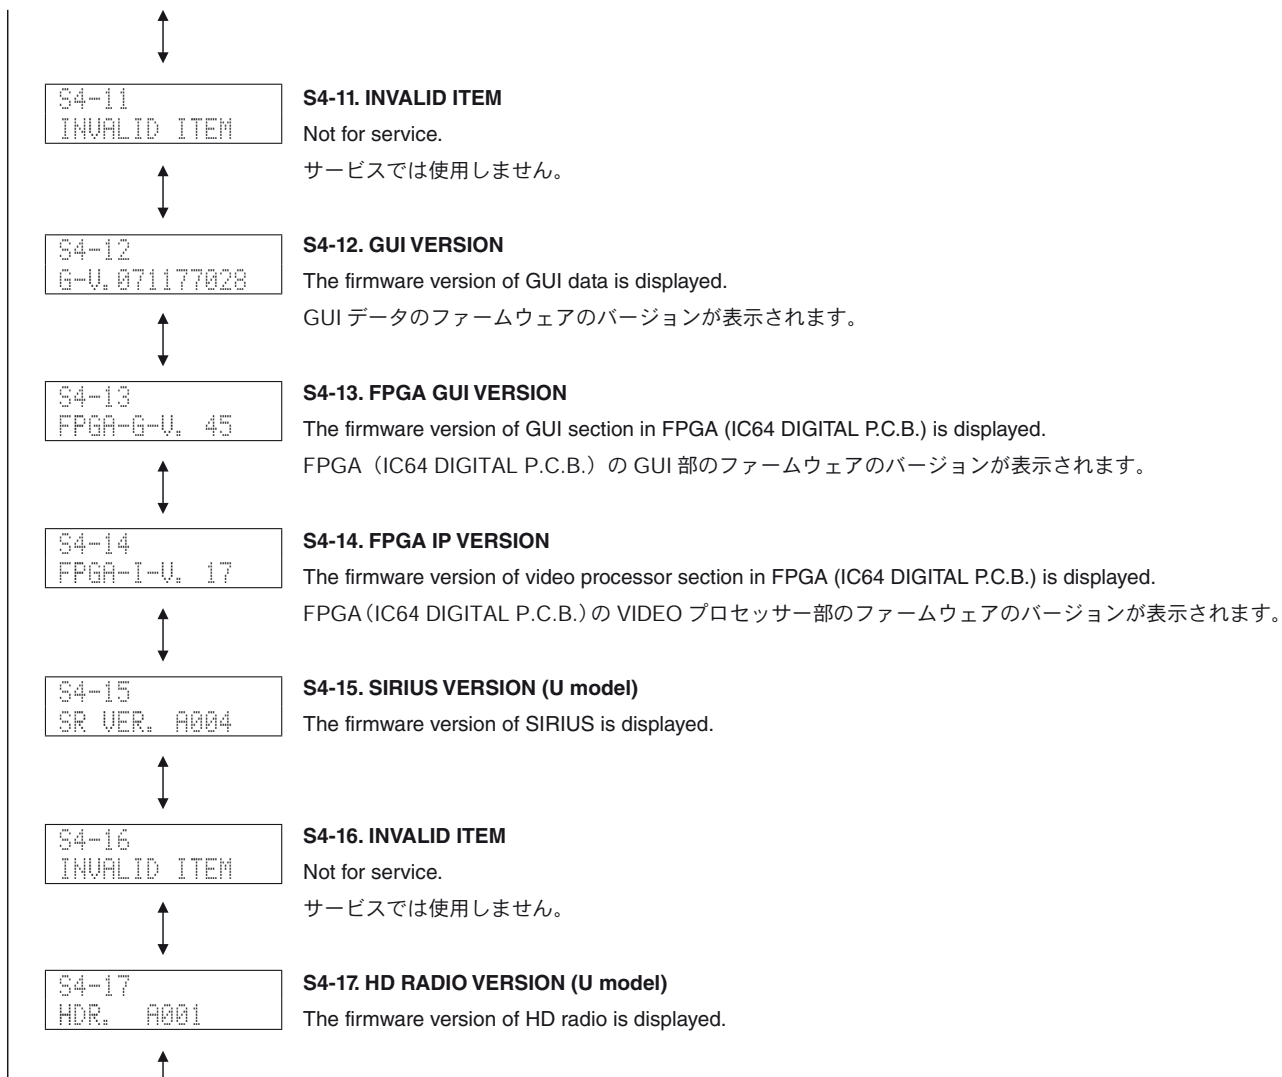 S4-11
INVALID ITEM
S4-11. INVALID ITEM
Not for service.
サービスでは使用しません。
S4-12
G-V.071177028
S4-12. GUI VERSION
The firmware version of GUI data is displayed.
GUI データのファームウェアのバージョンが表示されます。
S4-13
FPGA-G-V. 45
S4-13. FPGA GUI VERSION
The firmware version of GUI section in FPGA (IC64 DIGITAL P.C.B.) is displayed.
FPGA（IC64 DIGITAL P.C.B.）の GUI 部のファームウェアのバージョンが表示されます。
S4-14
FPGA-I-V. 17
S4-14. FPGA IP VERSION
The firmware version of video processor section in FPGA (IC64 DIGITAL P.C.B.) is displayed.
FPGA（IC64 DIGITAL P.C.B.）の VIDEO プロセッサー部のファームウェアのバージョンが表示されます。
S4-15
SR VER. A004
S4-15. SIRIUS VERSION (U model)
The firmware version of SIRIUS is displayed.
S4-16
INVALID ITEM
S4-16. INVALID ITEM
Not for service.
サービスでは使用しません。
S4-17
HDR. A001
S4-17. HD RADIO VERSION (U model)
The firmware version of HD radio is displayed.